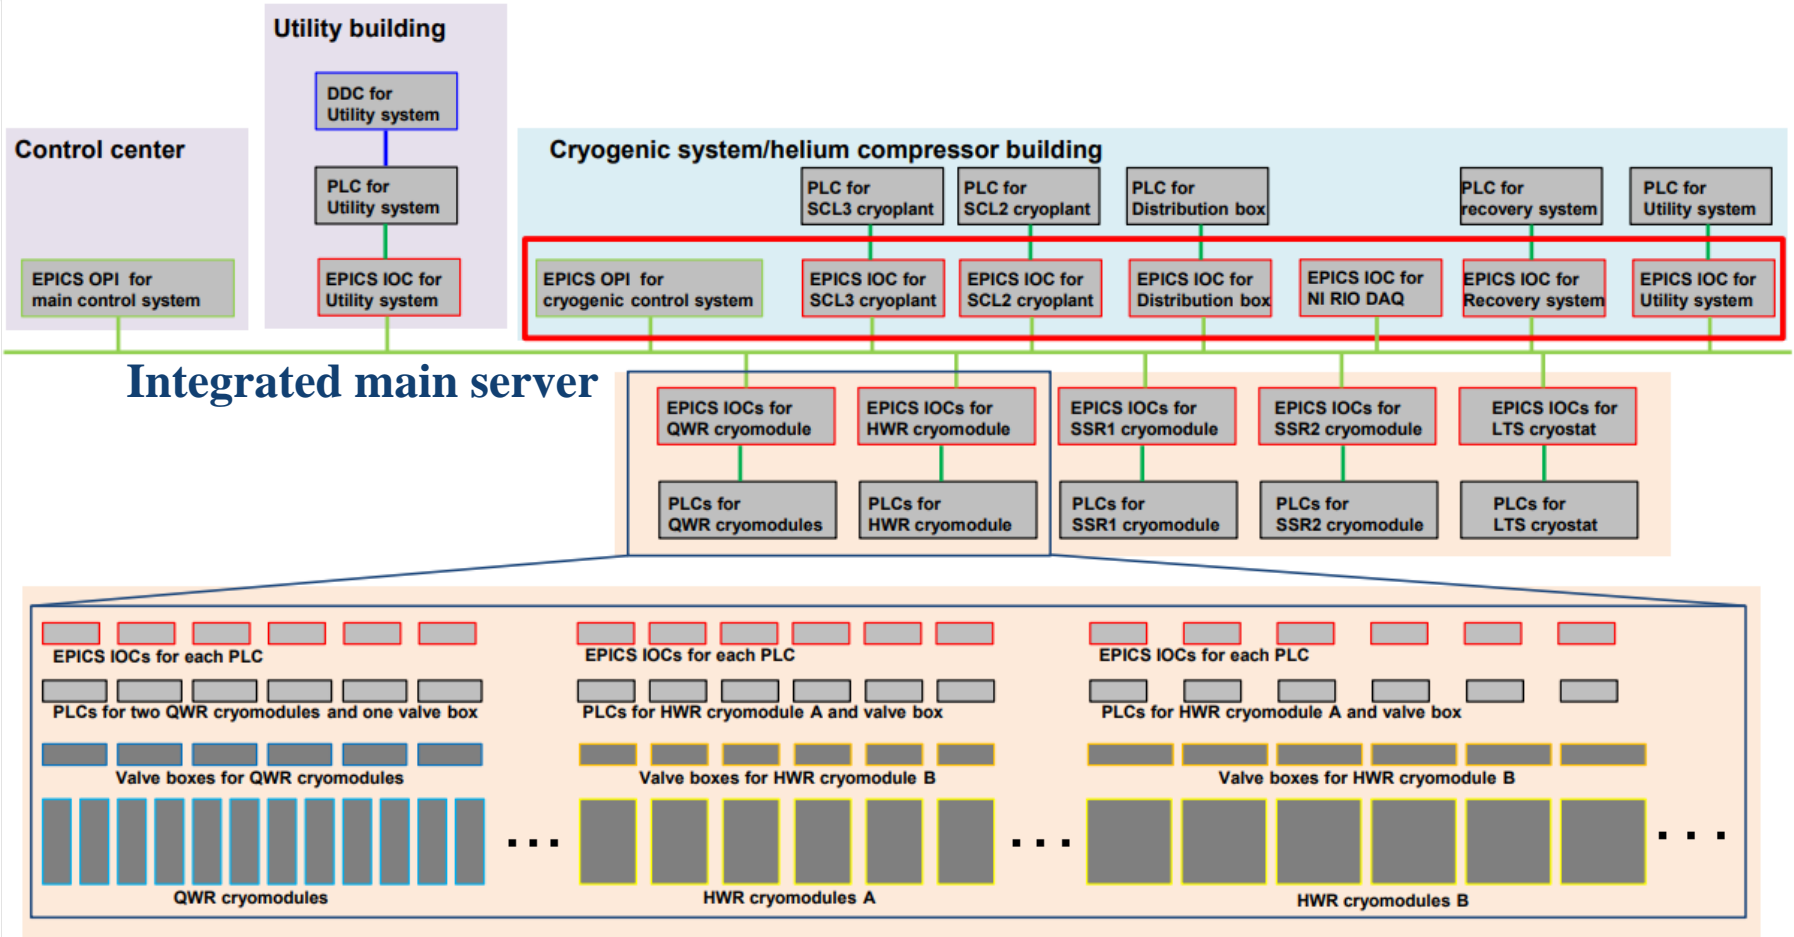 Utility building
DDC for
Utility system
Control center
PLC for
Utility system
EPICS OPI for
main control system
EPICS IOC for
Utility system
Cryogenic system/helium compressor building
PLC for
SCL3 cryoplant
PLC for
SCL2 cryoplant
PLC for
Distribution box
PLC for
recovery system
PLC for
Utility system
EPICS OPI for
cryogenic control system
EPICS IOC for
SCL3 cryoplant
EPICS IOC for
SCL2 cryoplant
EPICS IOC for
Distribution box
EPICS IOC for
NI RIO DAQ
EPICS IOC for
Recovery system
EPICS IOC for
Utility system
Integrated main server
EPICS IOCs for
QWR cryomodule
EPICS IOCs for
HWR cryomodule
EPICS IOCs for
SSR1 cryomodule
EPICS IOCs for
SSR2 cryomodule
EPICS IOCs for
LTS cryostat
PLCs for
QWR cryomodules
PLCs for
HWR cryomodule
PLCs for
SSR1 cryomodule
PLCs for
SSR2 cryomodule
PLCs for
LTS cryostat
EPICS IOCs for each PLC
PLCs for two QWR cryomodules and one valve box
Valve boxes for QWR cryomodules
QWR cryomodules
. . .
EPICS IOCs for each PLC
PLCs for HWR cryomodule A and valve box
Valve boxes for HWR cryomodule B
HWR cryomodules A
. . .
EPICS IOCs for each PLC
PLCs for HWR cryomodule A and valve box
Valve boxes for HWR cryomodule B
HWR cryomodules B
. . .